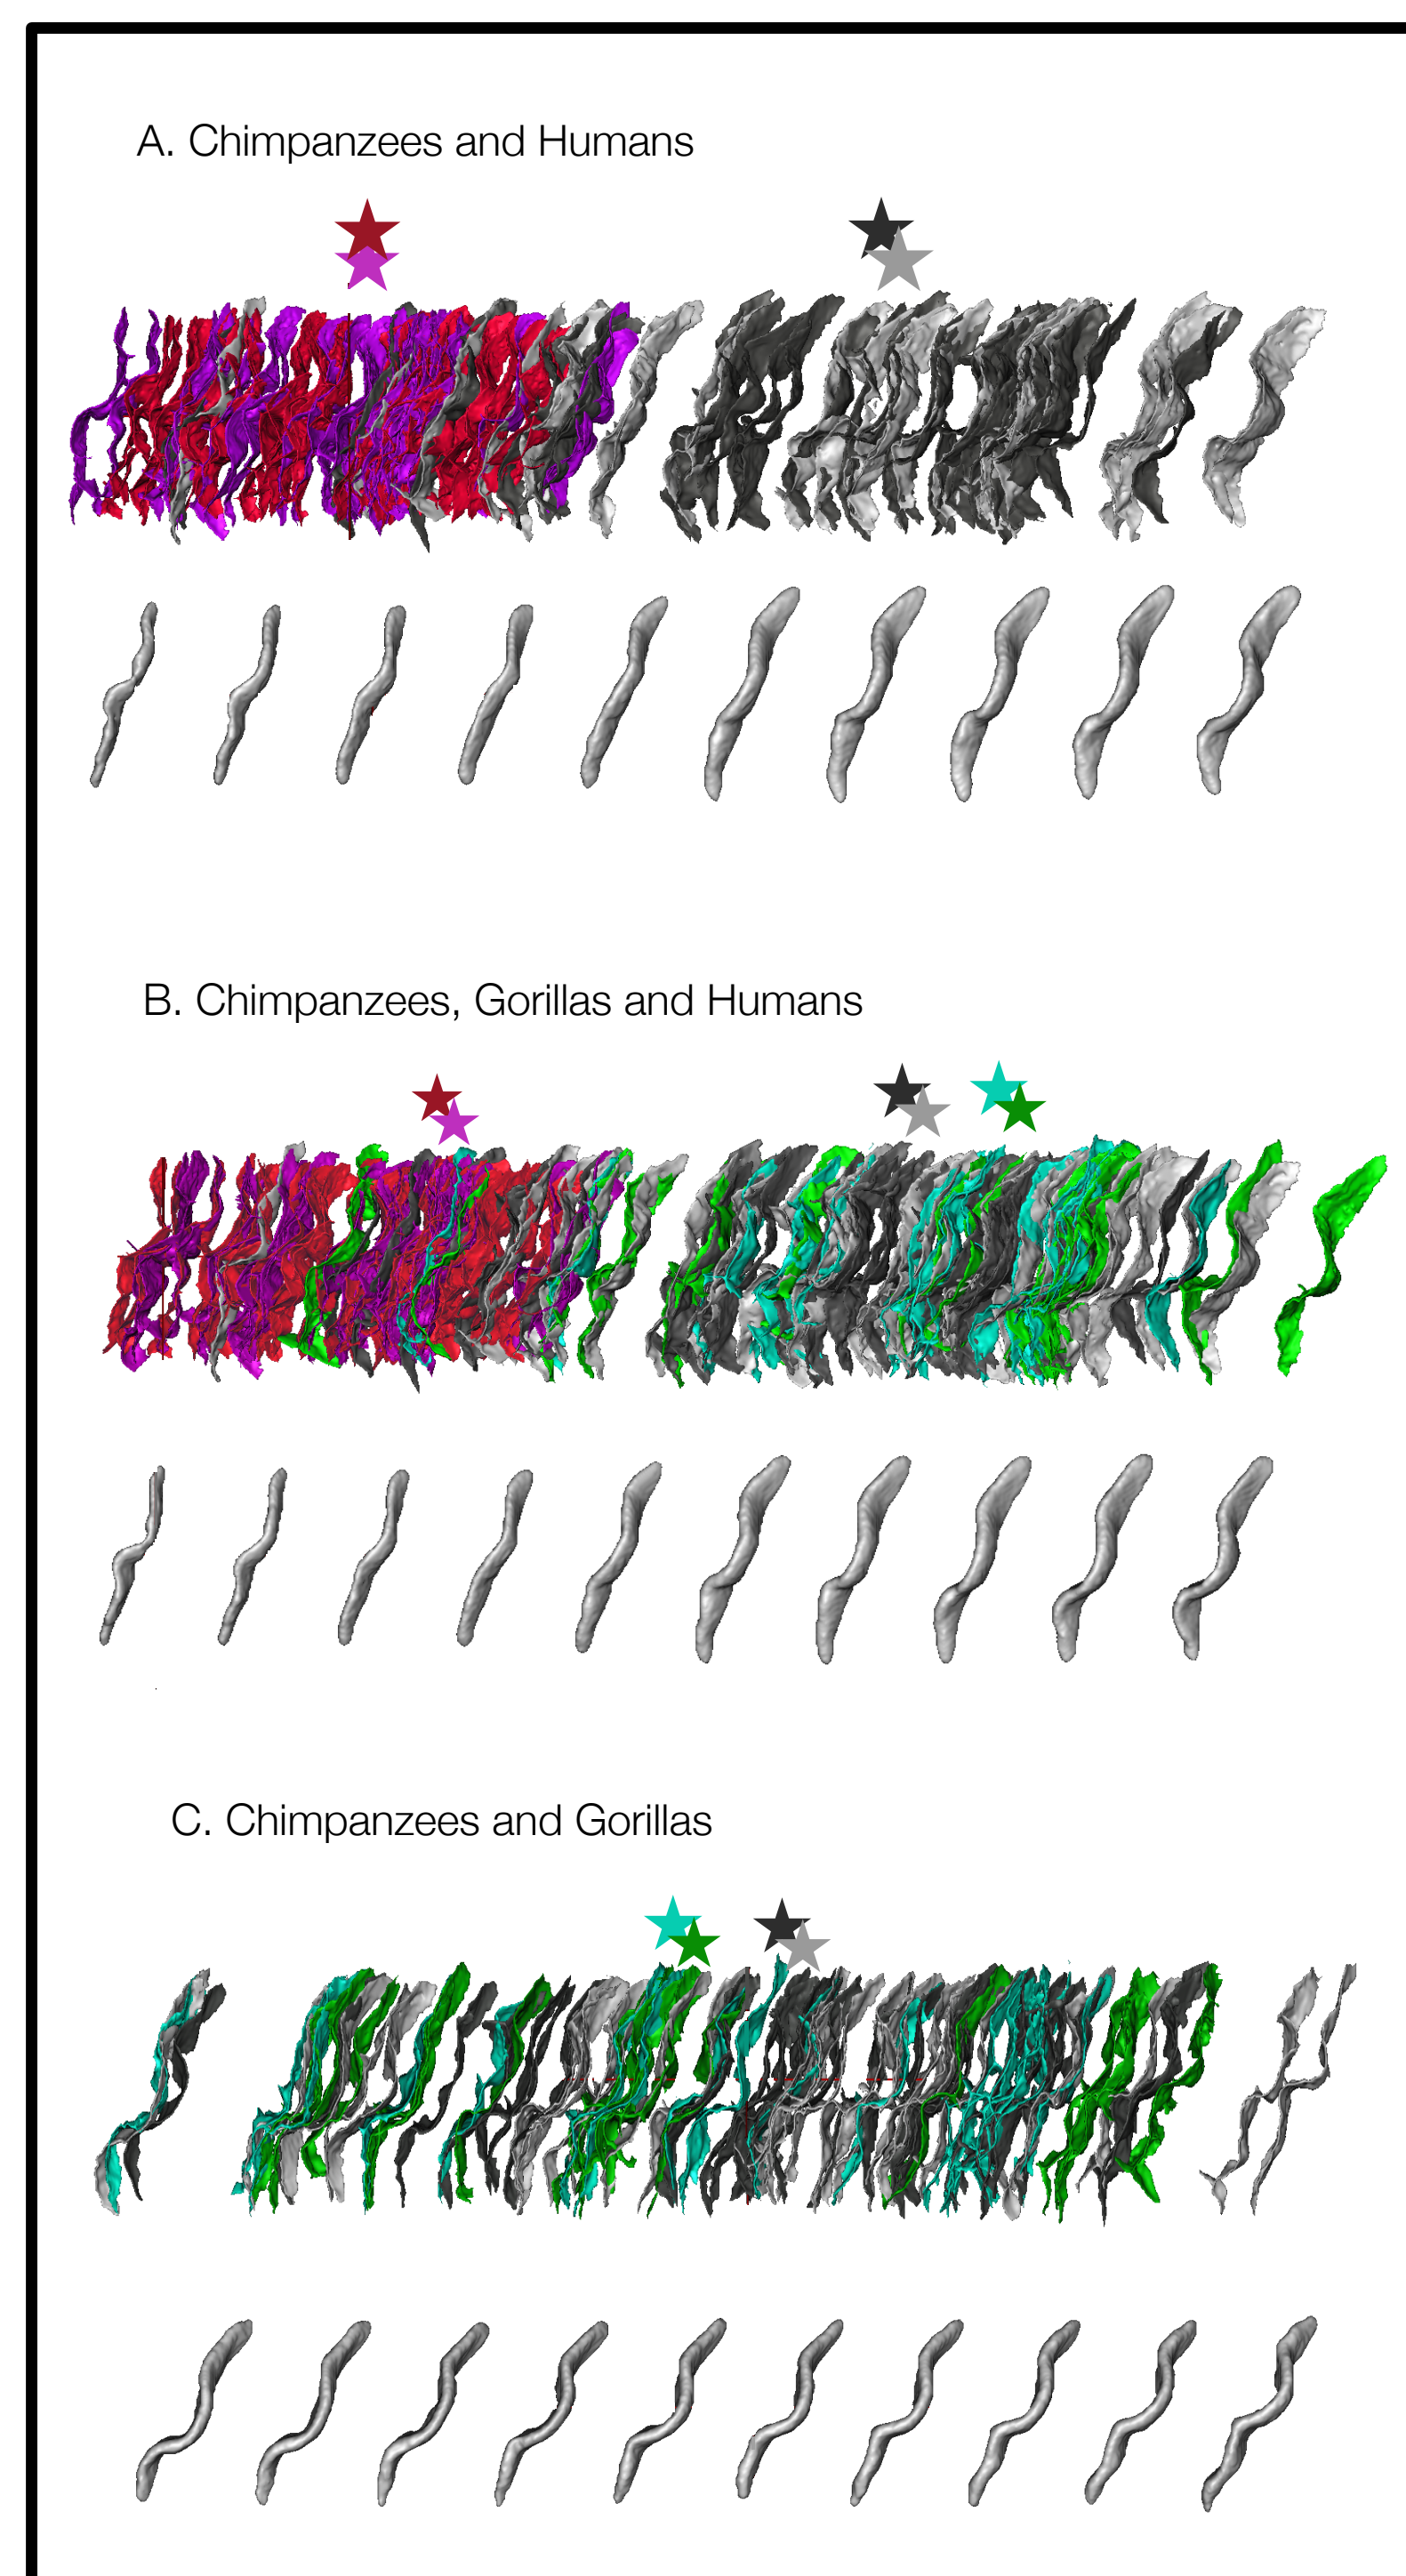 A. Chimpanzees and Humans
B. Chimpanzees, Gorillas and Humans
C. Chimpanzees and Gorillas